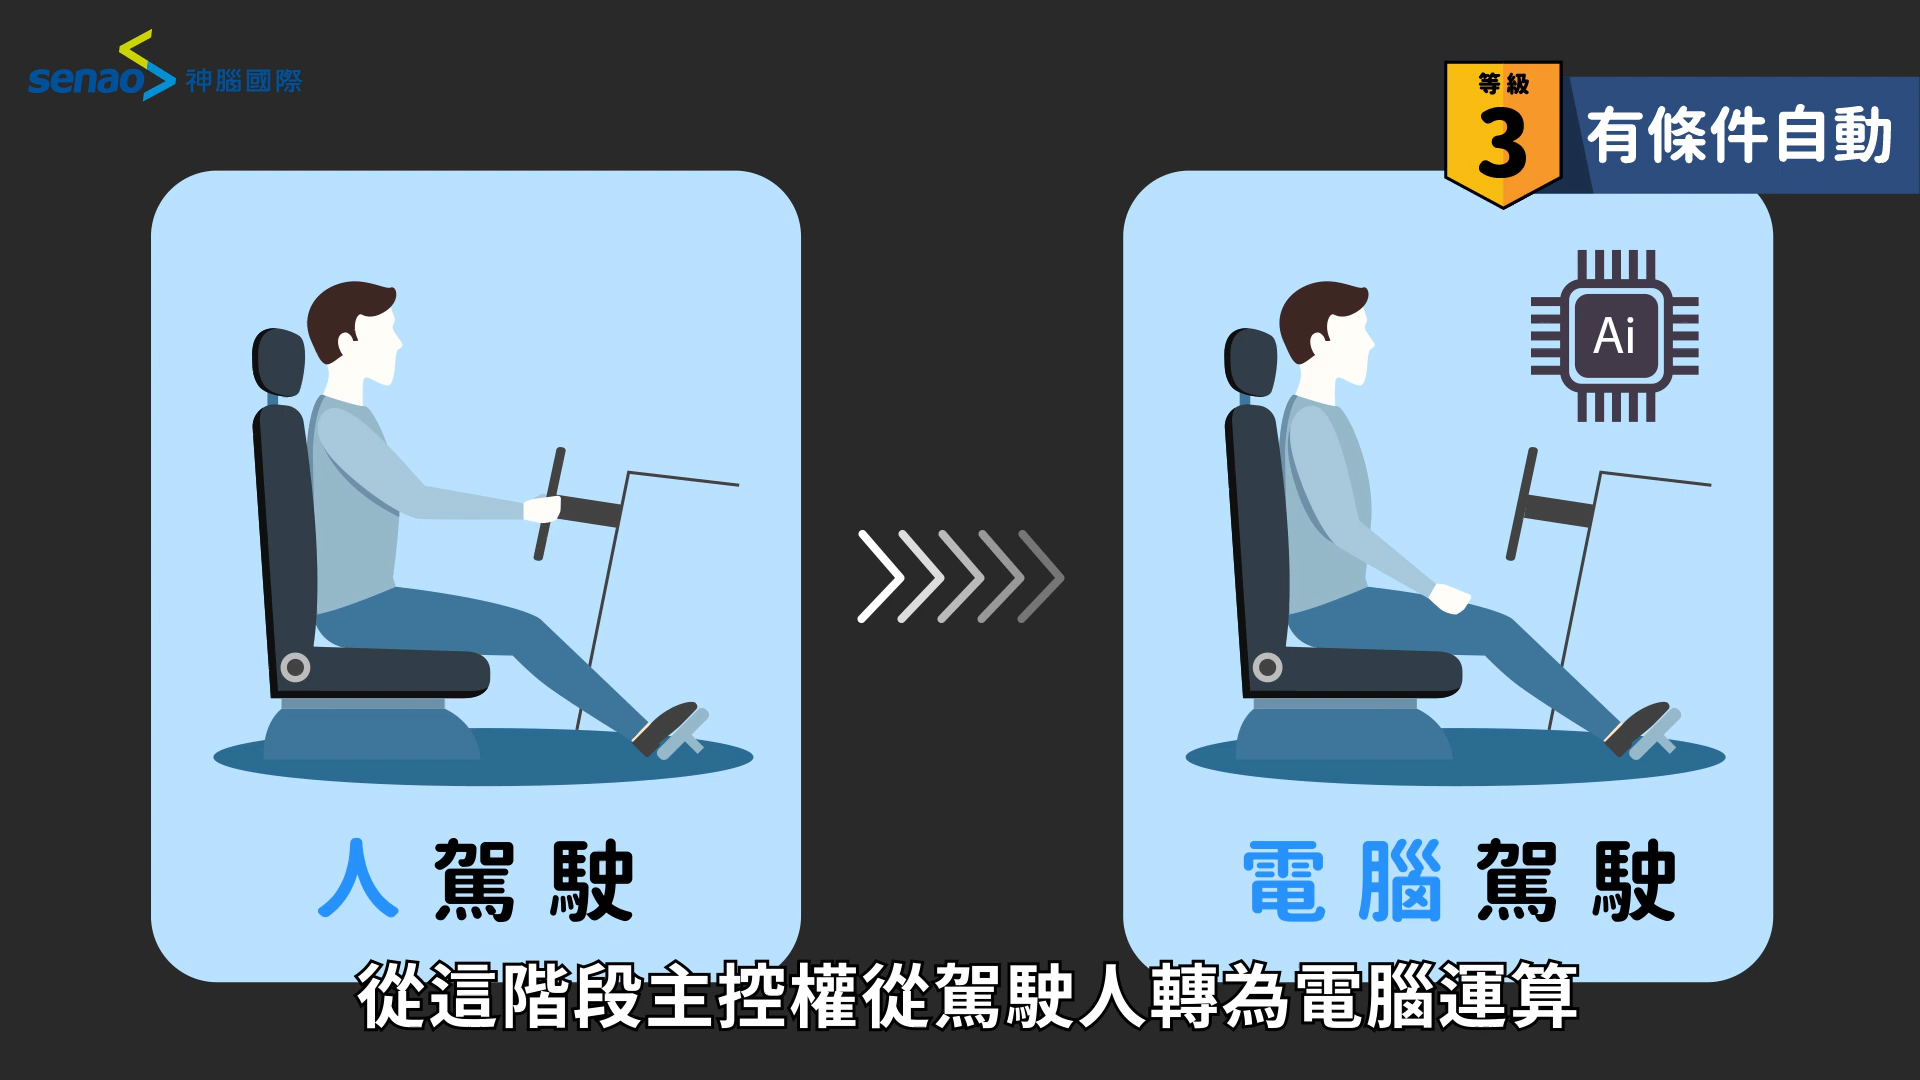 senao 神腦國際
等級
3
有條件自動
Ai
人駕駛
電腦駕駛
從這階段主控權從駕駛人轉為電腦運算